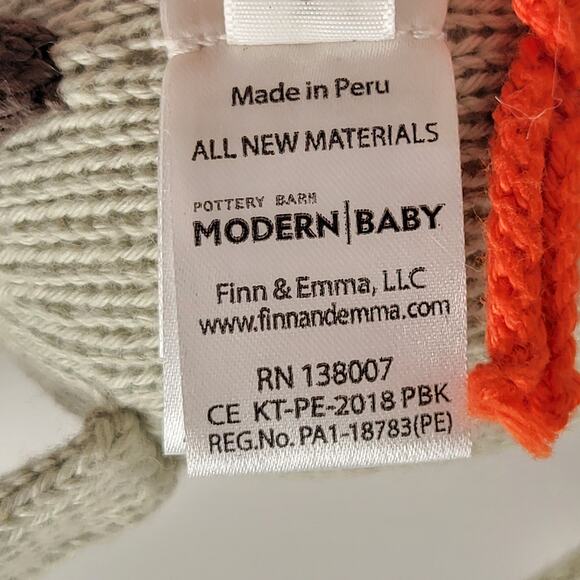 Made in Peru
ALL NEW MATERIALS
POTTERY BARN
MODERN|BABY
Finn & Emma, LLC
www.finnandemma.com
RN 138007
CE KT-PE-2018 PBK
REG.No. PA1-18783(PE)